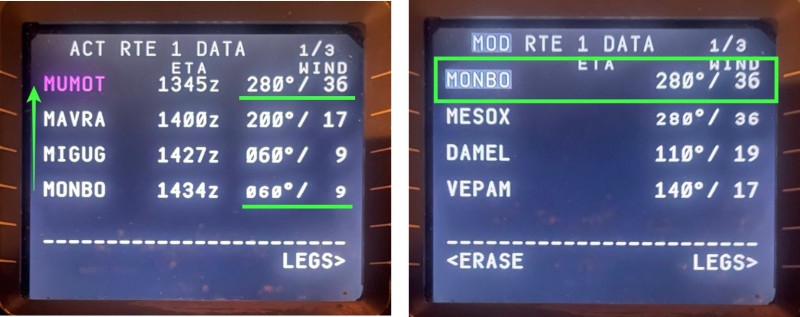 ACT RTE 1 DATA 1/3
ETA WIND
MUMOT 1345z 280°/ 36
MAVRA 1400z 200°/ 17
MIGUG 1427z 060°/ 9
MONBO 1434z 060°/ 9
------------------------
LEGS>
MOD RTE 1 DATA 1/3
ETA WIND
MONBO 280°/ 36
MESOX 280°/ 36
DAMEL 110°/ 19
VEPAM 140°/ 17
------------------------
<ERASE LEGS>